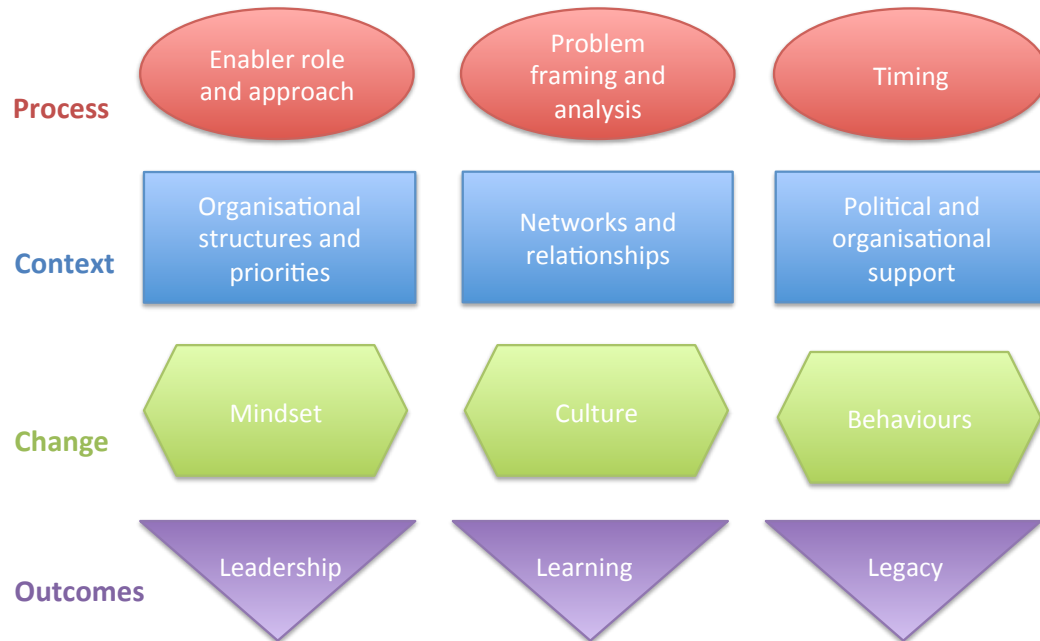 Process
Enabler role
and approach
Problem
framing and
analysis
Timing
Context
Organisational
structures and
priorities
Networks and
relationships
Political and
organisational
support
Change
Mindset
Culture
Behaviours
Outcomes
Leadership
Learning
Legacy